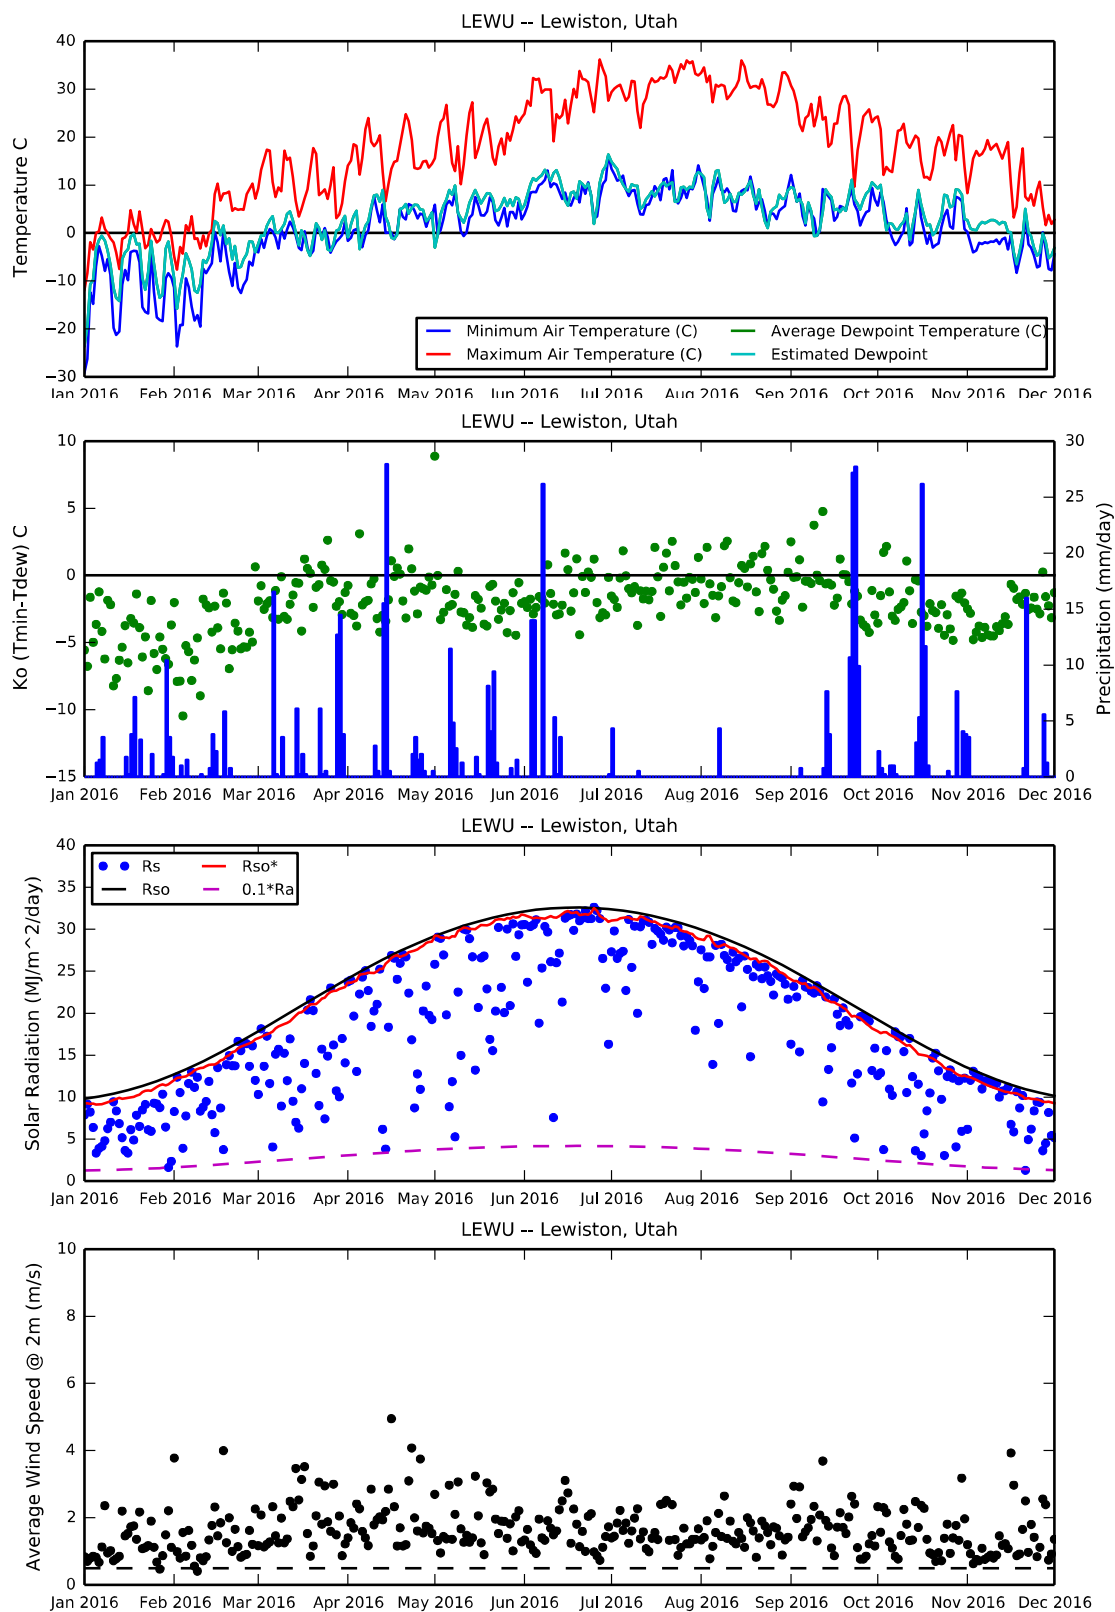 LEWU -- Lewiston, Utah
40
30
20
10
0
−10
−20
−30
Temperature C
Minimum Air Temperature (C)
Maximum Air Temperature (C)
Average Dewpoint Temperature (C)
Estimated Dewpoint
Jan 2016 Feb 2016 Mar 2016 Apr 2016 May 2016 Jun 2016 Jul 2016 Aug 2016 Sep 2016 Oct 2016 Nov 2016 Dec 2016
LEWU -- Lewiston, Utah
10
5
0
−5
−10
−15
Ko (Tmin-Tdew) C
30
25
20
15
10
5
0
Precipitation (mm/day)
Jan 2016 Feb 2016 Mar 2016 Apr 2016 May 2016 Jun 2016 Jul 2016 Aug 2016 Sep 2016 Oct 2016 Nov 2016 Dec 2016
LEWU -- Lewiston, Utah
40
35
30
25
20
15
10
5
0
Solar Radiation (MJ/m^2/day)
Rs
Rso
Rso*
0.1*Ra
Jan 2016 Feb 2016 Mar 2016 Apr 2016 May 2016 Jun 2016 Jul 2016 Aug 2016 Sep 2016 Oct 2016 Nov 2016 Dec 2016
LEWU -- Lewiston, Utah
10
8
6
4
2
0
Average Wind Speed @ 2m (m/s)
Jan 2016 Feb 2016 Mar 2016 Apr 2016 May 2016 Jun 2016 Jul 2016 Aug 2016 Sep 2016 Oct 2016 Nov 2016 Dec 2016